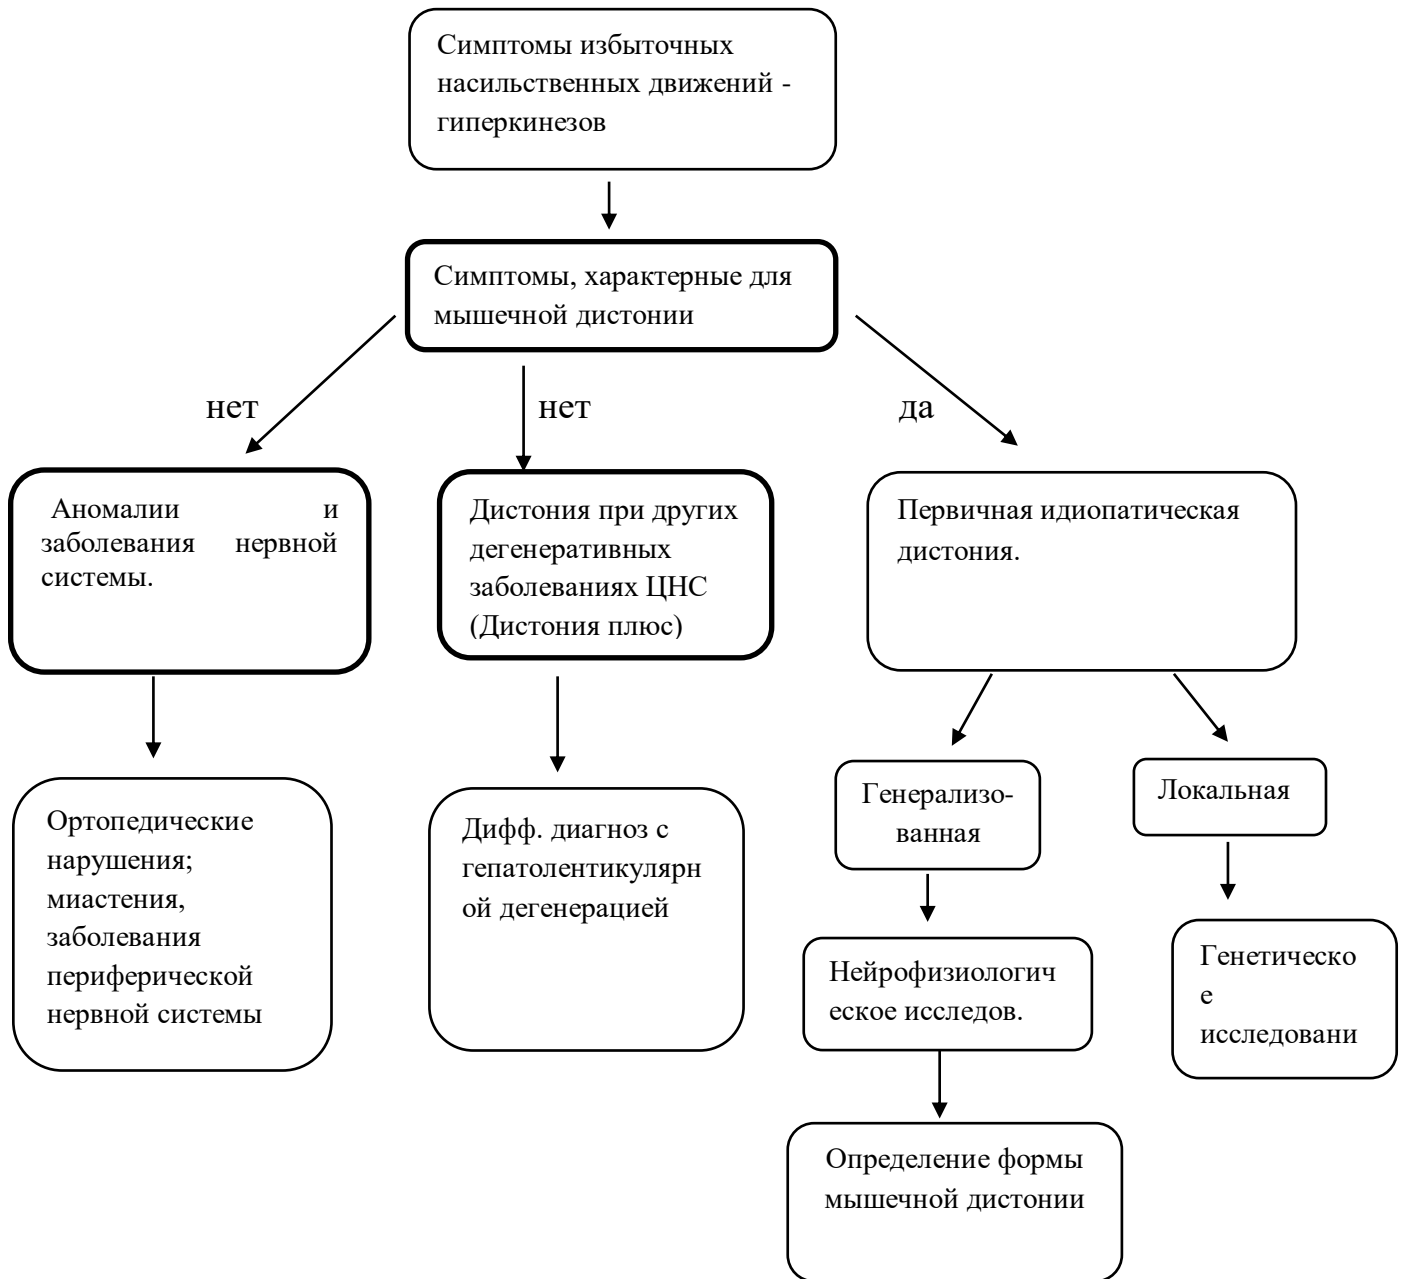 Симптомы избыточных
насильственных движений -
гиперкинезов
Симптомы, характерные для
мышечной дистонии
нет
нет
да
Аномалии и
заболевания нервной
системы.
Дистония при других
дегенеративных
заболеваниях ЦНС
(Дистония плюс)
Первичная идиопатическая
дистония.
Ортопедические
нарушения;
миастения,
заболевания
периферической
нервной системы
Дифф. диагноз с
гепатолентикулярн
ой дегенерацией
Генерализо-
ванная
Локальная
Нейрофизиологич
еское исследов.
Генетическо
е
исследовани
Определение формы
мышечной дистонии